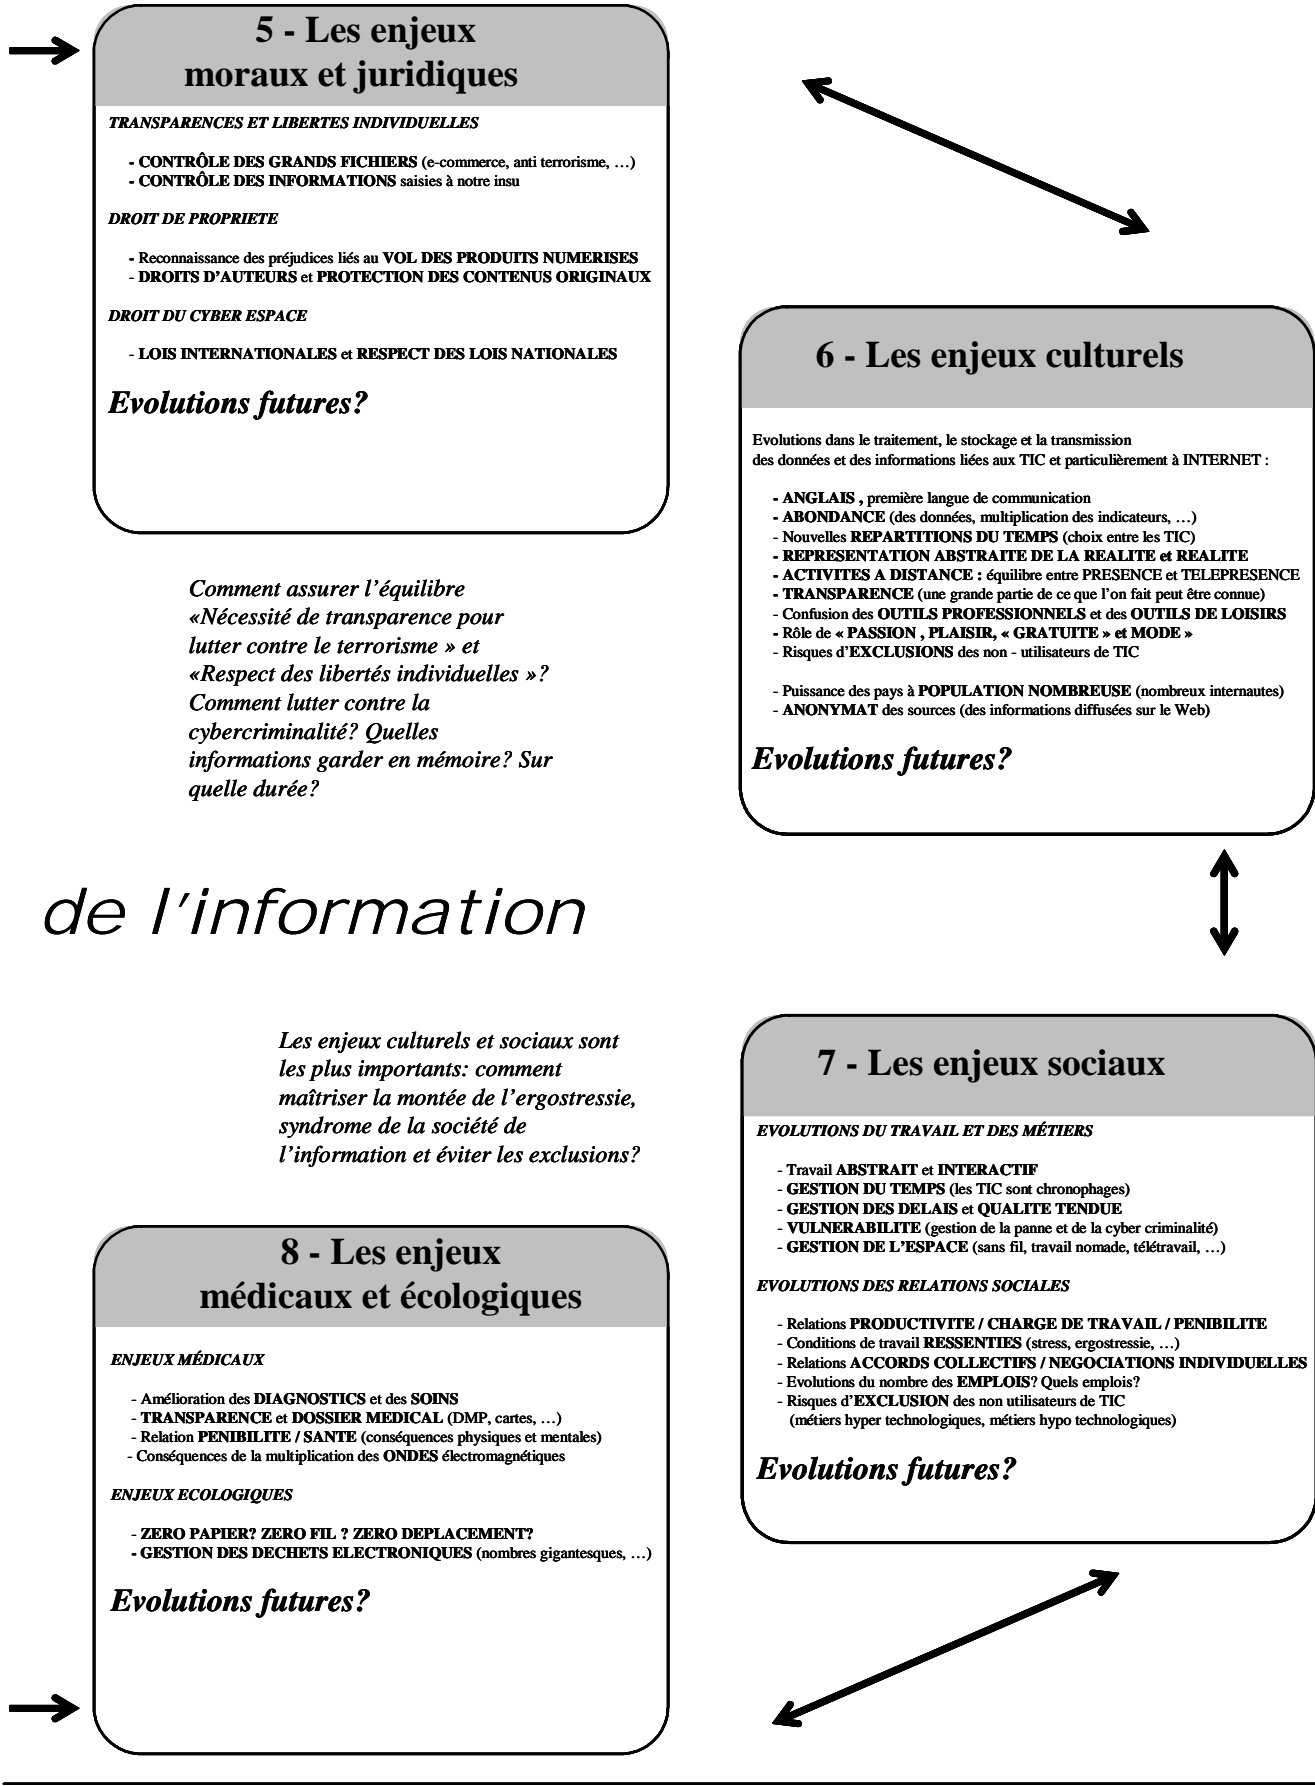 5 - Les enjeux
moraux et juridiques
TRANSPARENCES ET LIBERTES INDIVIDUELLES
- CONTRÔLE DES GRANDS FICHIERS (e-commerce, anti terrorisme, …)
- CONTRÔLE DES INFORMATIONS saisies à notre insu
DROIT DE PROPRIETE
- Reconnaissance des préjudices liés au VOL DES PRODUITS NUMERISES
- DROITS D’AUTEURS et PROTECTION DES CONTENUS ORIGINAUX
DROIT DU CYBER ESPACE
- LOIS INTERNATIONALES et RESPECT DES LOIS NATIONALES
Evolutions futures?
6 - Les enjeux culturels
Evolutions dans le traitement, le stockage et la transmission
des données et des informations liées aux TIC et particulièrement à INTERNET :
- ANGLAIS , première langue de communication
- ABONDANCE (des données, multiplication des indicateurs, …)
- Nouvelles REPARTITIONS DU TEMPS (choix entre les TIC)
- REPRESENTATION ABSTRAITE DE LA REALITE et REALITE
- ACTIVITES A DISTANCE : équilibre entre PRESENCE et TELEPRESENCE
- TRANSPARENCE (une grande partie de ce que l’on fait peut être connue)
- Confusion des OUTILS PROFESSIONNELS et des OUTILS DE LOISIRS
- Rôle de « PASSION , PLAISIR, « GRATUITE » et MODE »
- Risques d’EXCLUSIONS des non - utilisateurs de TIC
- Puissance des pays à POPULATION NOMBREUSE (nombreux internautes)
- ANONYMAT des sources (des informations diffusées sur le Web)
Evolutions futures?
Comment assurer l’équilibre
«Nécessité de transparence pour
lutter contre le terrorisme » et
«Respect des libertés individuelles »?
Comment lutter contre la
cybercriminalité? Quelles
informations garder en mémoire? Sur
quelle durée?
de l’information
Les enjeux culturels et sociaux sont
les plus importants: comment
maîtriser la montée de l’ergostressie,
syndrome de la société de
l’information et éviter les exclusions?
7 - Les enjeux sociaux
EVOLUTIONS DU TRAVAIL ET DES MÉTIERS
- Travail ABSTRAIT et INTERACTIF
- GESTION DU TEMPS (les TIC sont chronophages)
- GESTION DES DELAIS et QUALITE TENDUE
- VULNERABILITE (gestion de la panne et de la cyber criminalité)
- GESTION DE L’ESPACE (sans fil, travail nomade, télétravail, …)
EVOLUTIONS DES RELATIONS SOCIALES
- Relations PRODUCTIVITE / CHARGE DE TRAVAIL / PENIBILITE
- Conditions de travail RESSENTIES (stress, ergostressie, …)
- Relations ACCORDS COLLECTIFS / NEGOCIATIONS INDIVIDUELLES
- Evolutions du nombre des EMPLOIS? Quels emplois?
- Risques d’EXCLUSION des non utilisateurs de TIC
(métiers hyper technologiques, métiers hypo technologiques)
Evolutions futures?
8 - Les enjeux
médicaux et écologiques
ENJEUX MÉDICAUX
- Amélioration des DIAGNOSTICS et des SOINS
- TRANSPARENCE et DOSSIER MEDICAL (DMP, cartes, …)
- Relation PENIBILITE / SANTE (conséquences physiques et mentales)
- Conséquences de la multiplication des ONDES électromagnétiques
ENJEUX ECOLOGIQUES
- ZERO PAPIER? ZERO FIL ? ZERO DEPLACEMENT?
- GESTION DES DECHETS ELECTRONIQUES (nombres gigantesques, …)
Evolutions futures?